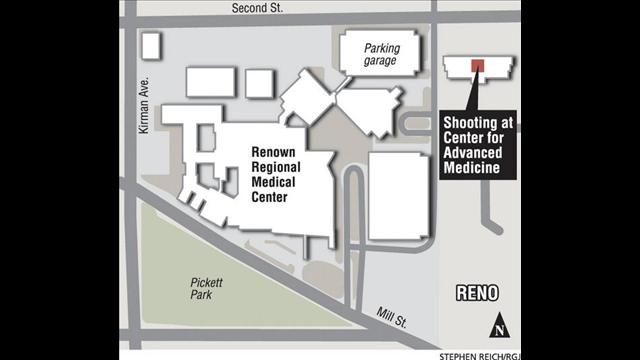 Second St.
Kirman Ave.
Parking
garage
Shooting at
Center for
Advanced
Medicine
Renown
Regional
Medical
Center
Pickett
Park
Mill St.
RENO
N
STEPHEN REICH/RGJ